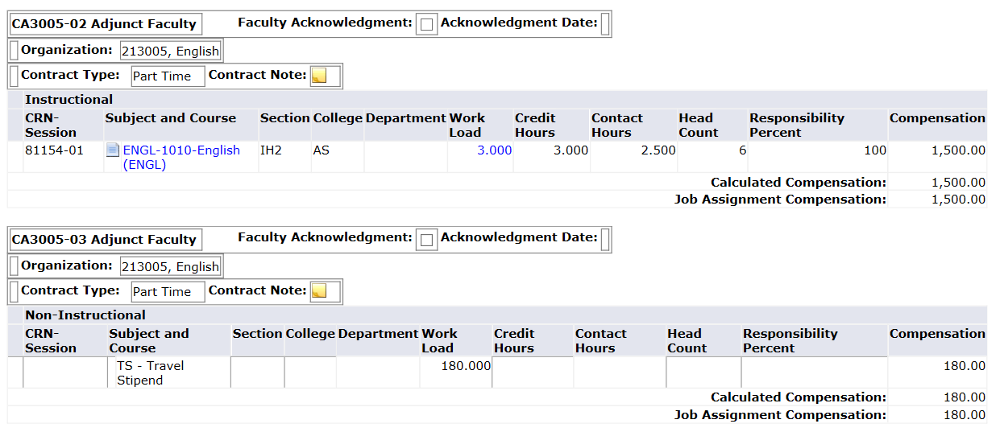 CA3005-02 Adjunct Faculty Faculty Acknowledgment: Acknowledgment Date:
Organization: 213005, English
Contract Type: Part Time Contract Note:
Instructional
CRN-Session Subject and Course Section College Department Work Load Credit Hours Contact Hours Head Count Responsibility Percent Compensation
81154-01 ENGL-1010-English (ENGL) IH2 AS 3.000 3.000 2.500 6 100 1,500.00
Calculated Compensation: 1,500.00
Job Assignment Compensation: 1,500.00
CA3005-03 Adjunct Faculty Faculty Acknowledgment: Acknowledgment Date:
Organization: 213005, English
Contract Type: Part Time Contract Note:
Non-Instructional
CRN-Session Subject and Course Section College Department Work Load Credit Hours Contact Hours Head Count Responsibility Percent Compensation
TS - Travel Stipend 180.000 180.00
Calculated Compensation: 180.00
Job Assignment Compensation: 180.00